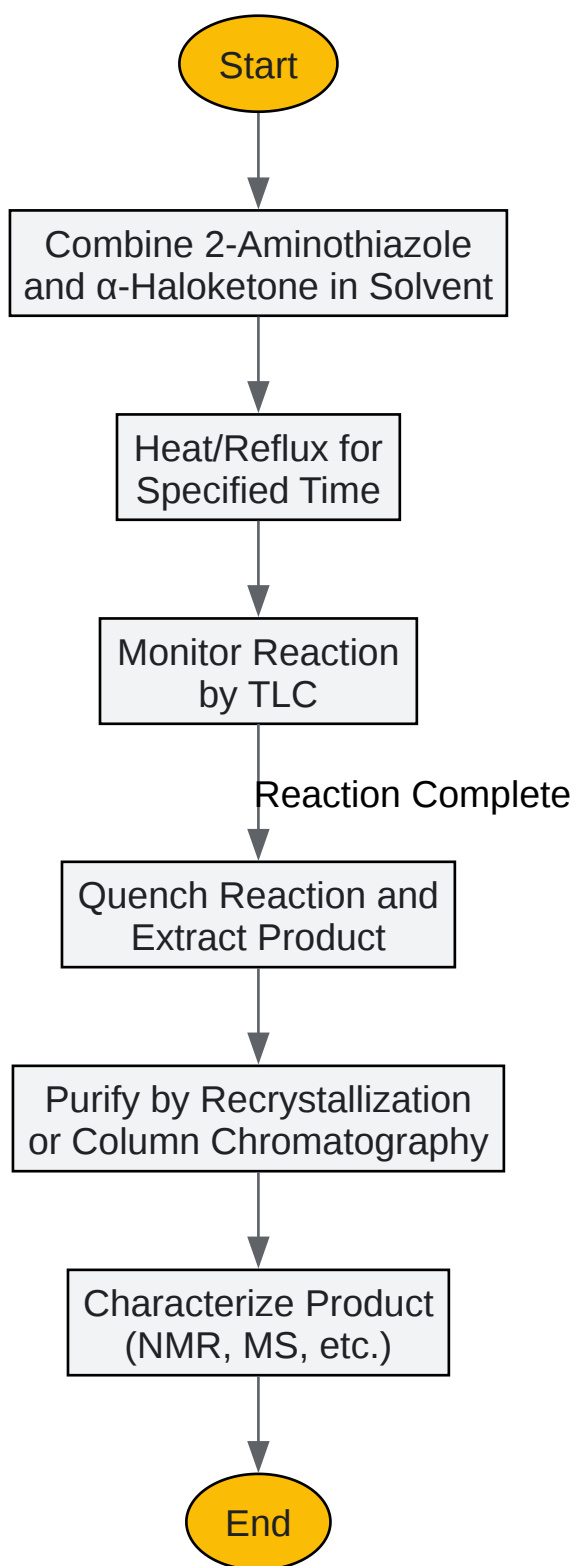 Start
Combine 2-Aminothiazole
and α-Haloketone in Solvent
Heat/Reflux for
Specified Time
Monitor Reaction
by TLC
Reaction Complete
Quench Reaction and
Extract Product
Purify by Recrystallization
or Column Chromatography
Characterize Product
(NMR, MS, etc.)
End